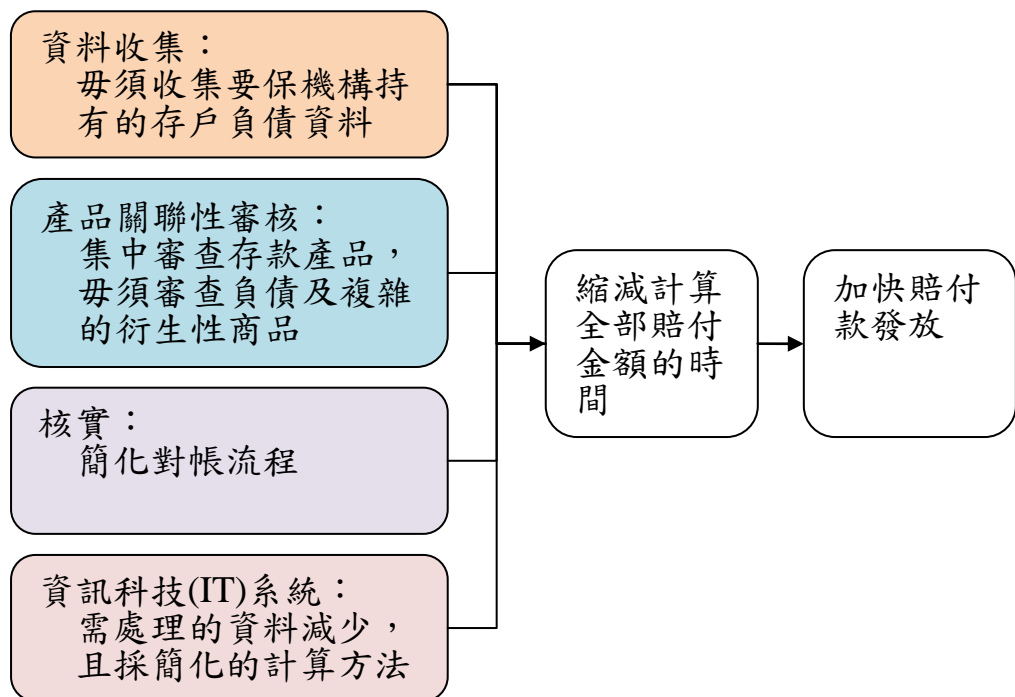 資料收集：
毋須收集要保機構持
有的存戶負債資料
產品關聯性審核：
集中審查存款產品，
毋須審查負債及複雜
的衍生性商品
核實：
簡化對帳流程
資訊科技(IT)系統：
需處理的資料減少，
且採簡化的計算方法
縮減計算
全部賠付
金額的時
間
加快賠付
款發放